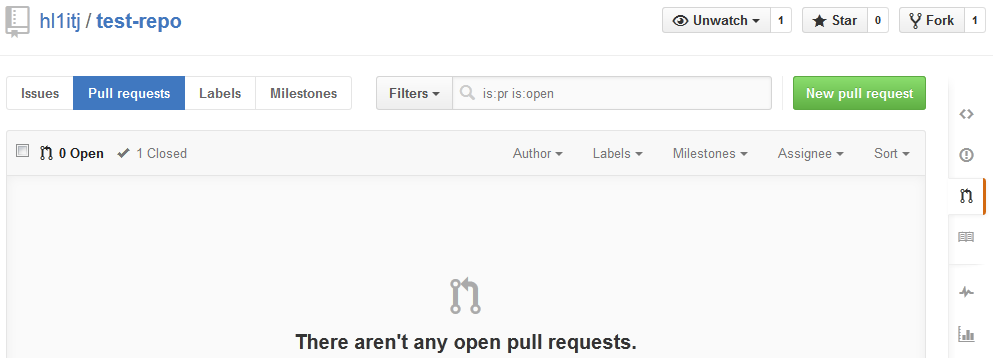 hl1itj / test-repo
Unwatch 1 Star 0 Fork 1
Issues Pull requests Labels Milestones Filters is:pr is:open New pull request
0 Open 1 Closed Author Labels Milestones Assignee Sort
There aren't any open pull requests.